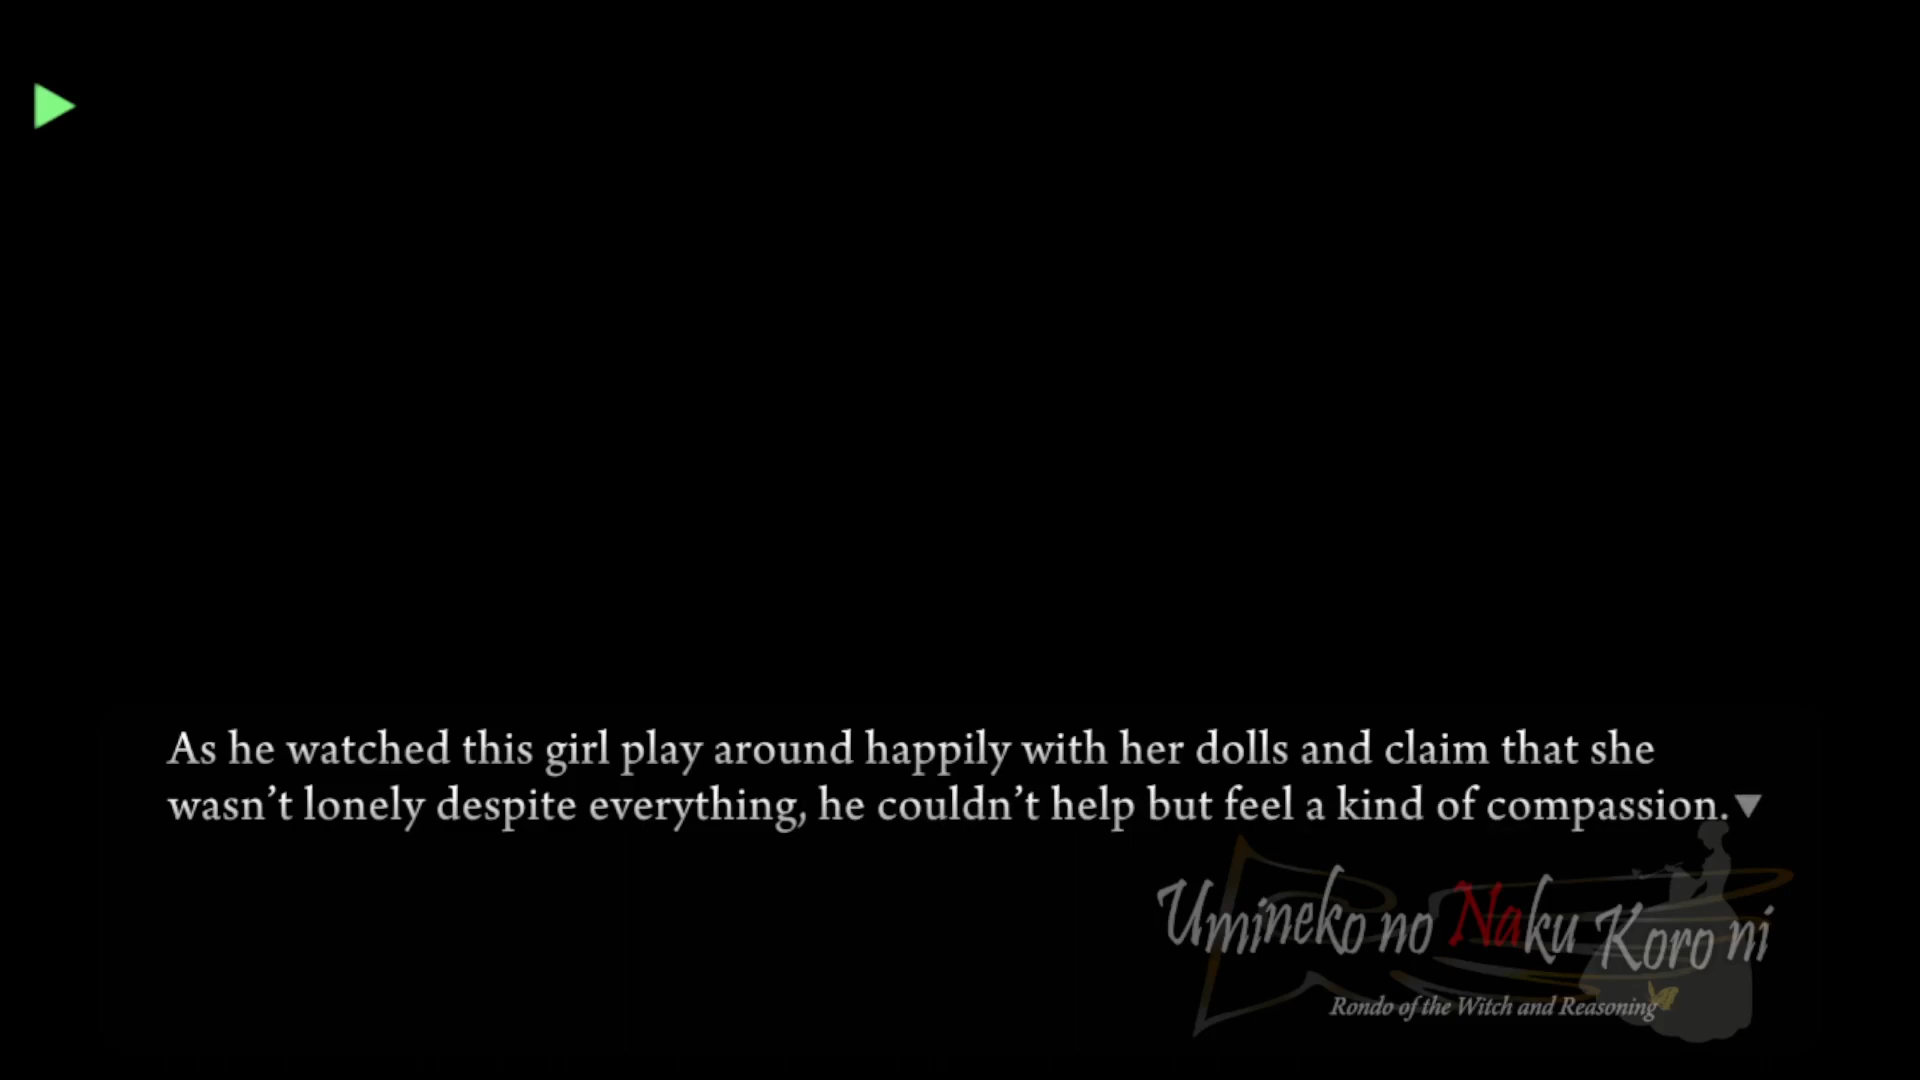 As he watched this girl play around happily with her dolls and claim that she
wasn’t lonely despite everything, he couldn’t help but feel a kind of compassion.
Umineko no Naku Koro ni
Rondo of the Witch and Reasoning